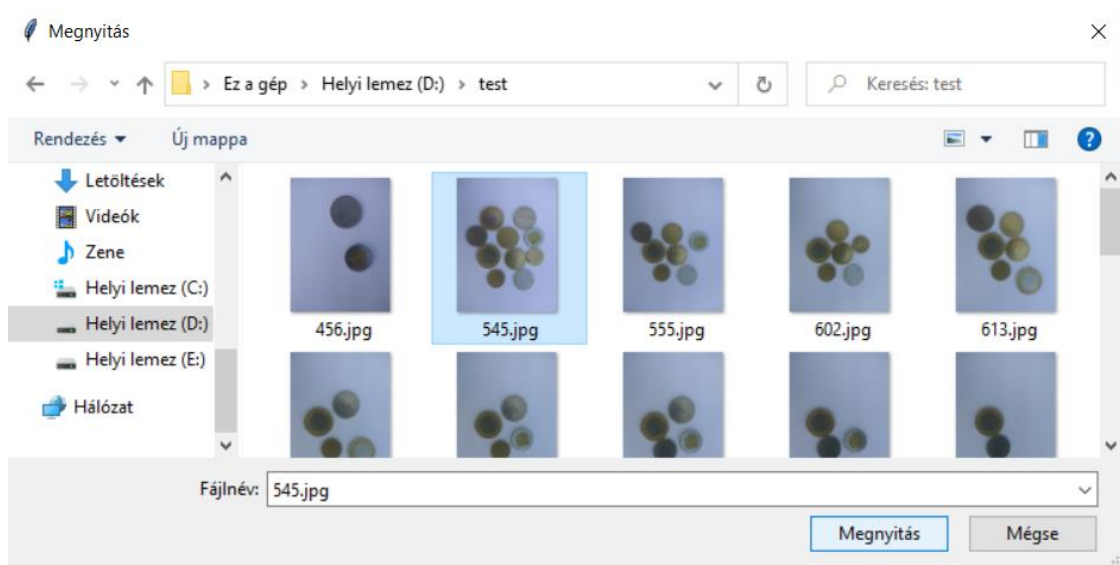 Megnyitás
Ez a gép > Helyi lemez (D:) > test
Keresés: test
Rendezés
Új mappa
Letöltések
Videók
Zene
Helyi lemez (C:)
Helyi lemez (D:)
Helyi lemez (E:)
Hálózat
456.jpg
545.jpg
555.jpg
602.jpg
613.jpg
Fájlnév: 545.jpg
Megnyitás
Mégse